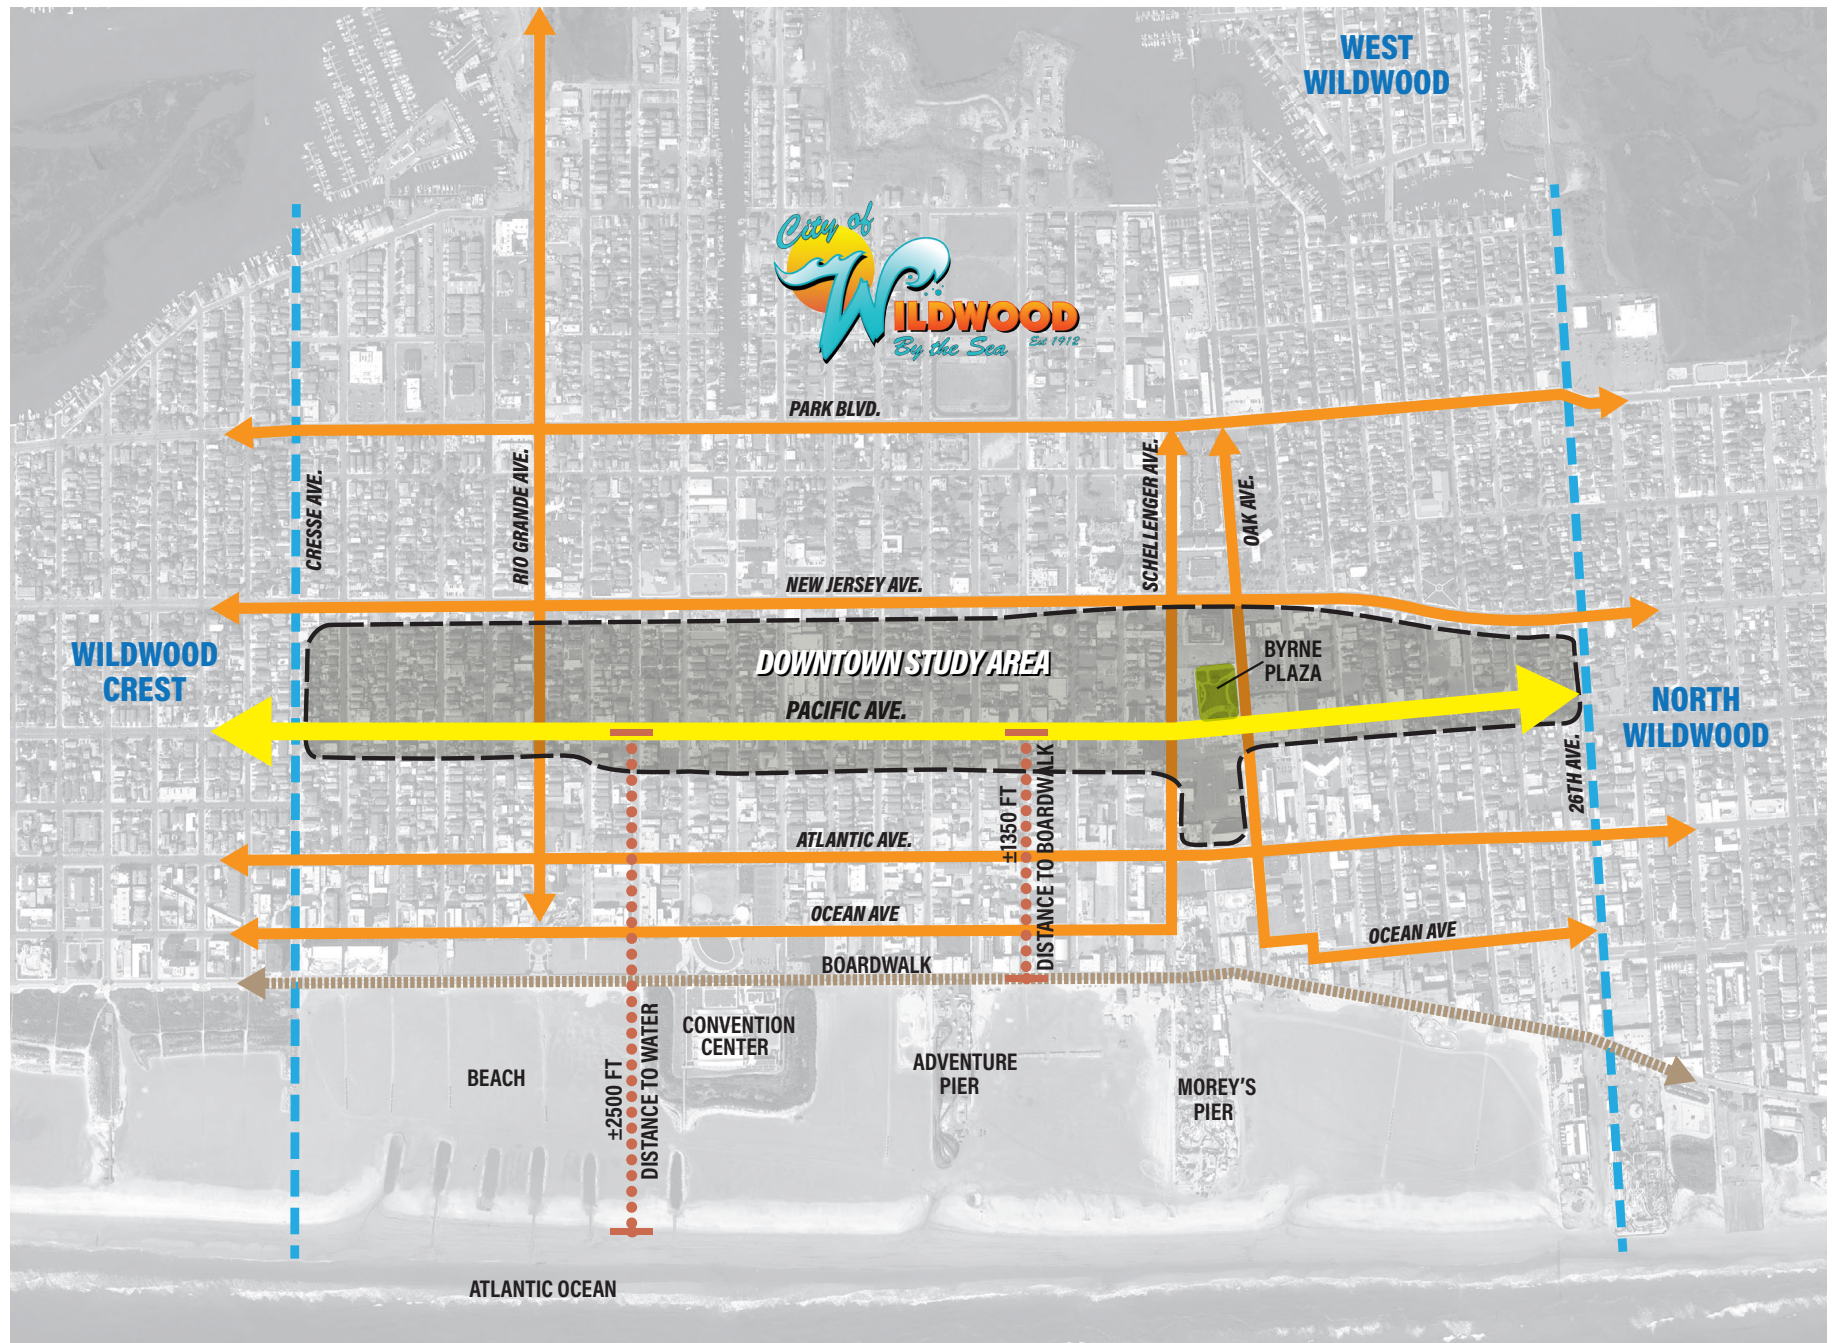 WEST
WILDWOOD
City of
WILDWOOD
By the Sea
Est 1912
PARK BLVD.
CRESSE AVE.
RIO GRANDE AVE.
SCHELLENGER AVE.
OAK AVE.
NEW JERSEY AVE.
WILDWOOD
CREST
DOWNTOWN STUDY AREA
BYRNE
PLAZA
PACIFIC AVE.
NORTH
WILDWOOD
26TH AVE.
±1350 FT
DISTANCE TO BOARDWALK
ATLANTIC AVE.
OCEAN AVE
OCEAN AVE
BOARDWALK
±2500 FT
DISTANCE TO WATER
CONVENTION
CENTER
BEACH
ADVENTURE
PIER
MOREY'S
PIER
ATLANTIC OCEAN